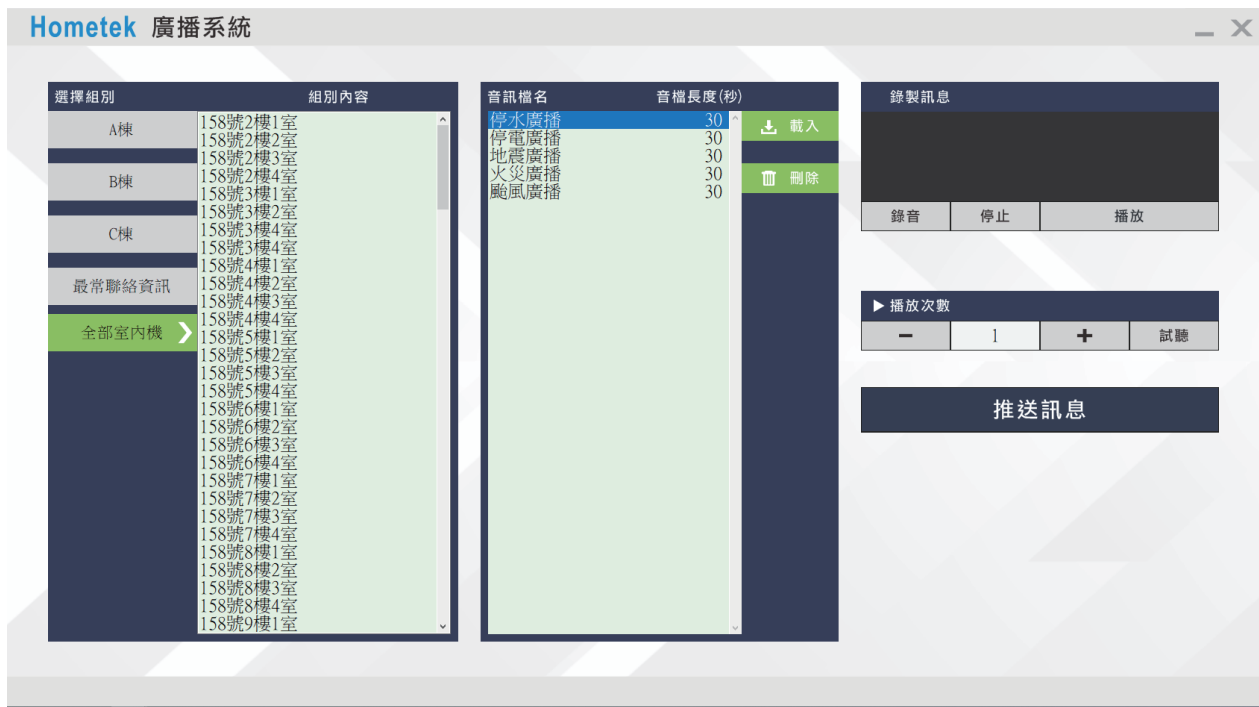 Hometek 廣播系統
選擇組別 組別內容
A棟
B棟
C棟
最常聯絡資訊
全部室內機
158號2樓1室
158號2樓2室
158號2樓3室
158號2樓4室
158號3樓1室
158號3樓2室
158號3樓4室
158號3樓4室
158號4樓1室
158號4樓2室
158號4樓3室
158號4樓4室
158號5樓1室
158號5樓2室
158號5樓3室
158號5樓4室
158號6樓1室
158號6樓2室
158號6樓3室
158號6樓4室
158號7樓1室
158號7樓2室
158號7樓3室
158號7樓4室
158號8樓1室
158號8樓2室
158號8樓3室
158號8樓4室
158號9樓1室
音訊檔名 音檔長度(秒)
停水廣播 30
停電廣播 30
地震廣播 30
火災廣播 30
颱風廣播 30
載入
刪除
錄製訊息
錄音 停止 播放
播放次數
1 試聽
推送訊息